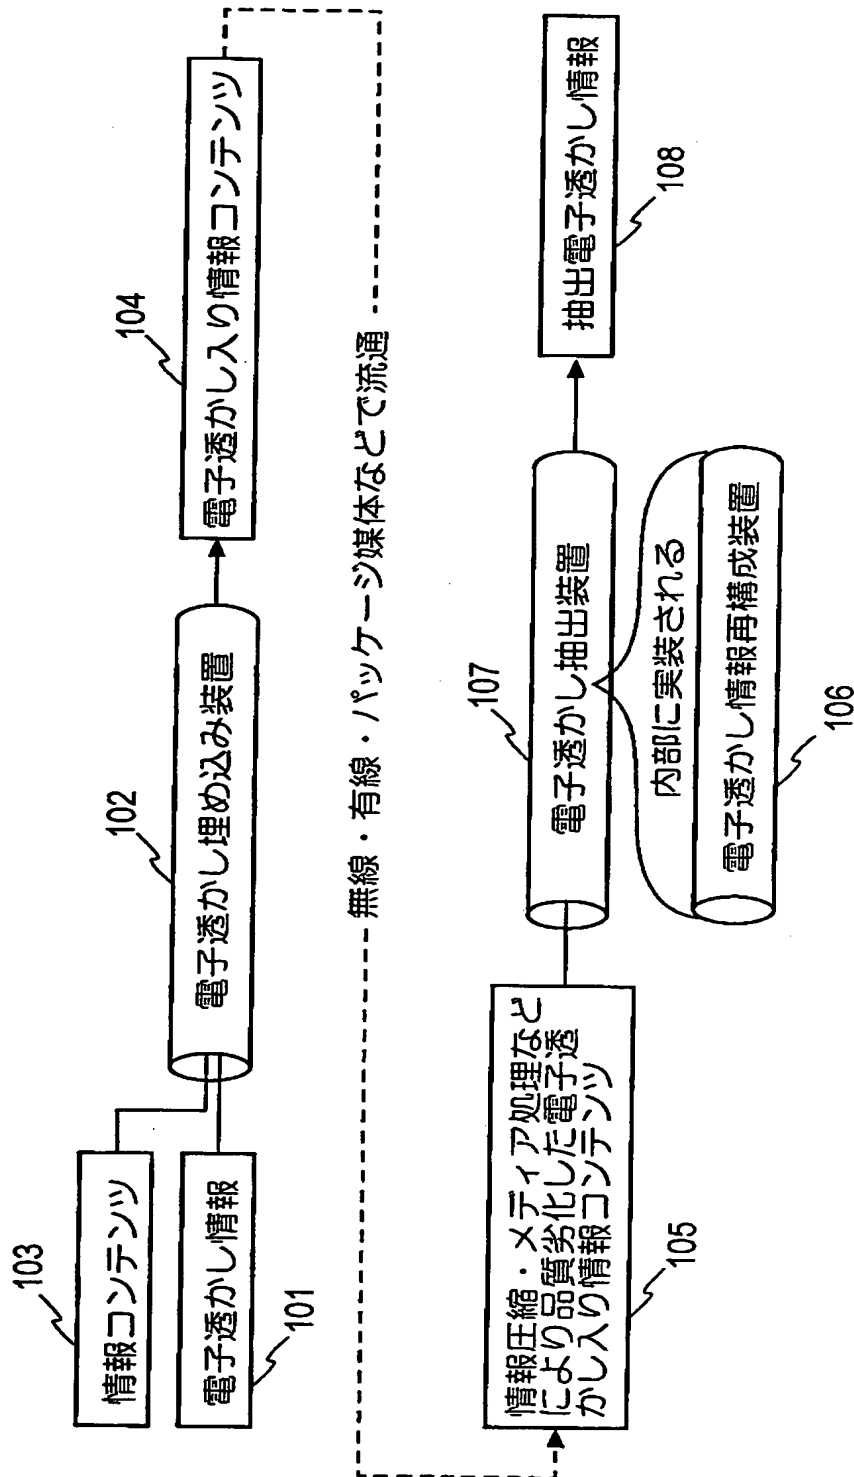 103
情報コンテンツ
電子透かし情報
101
102
電子透かし埋め込み装置
104
電子透かし入り情報コンテンツ
無線・有線・パッケージ媒体などで流通
情報圧縮・メディア処理など
により品質劣化した電子透
かし入り情報コンテンツ
105
107
電子透かし抽出装置
内部に実装される
電子透かし情報再構成装置
106
抽出電子透かし情報
108